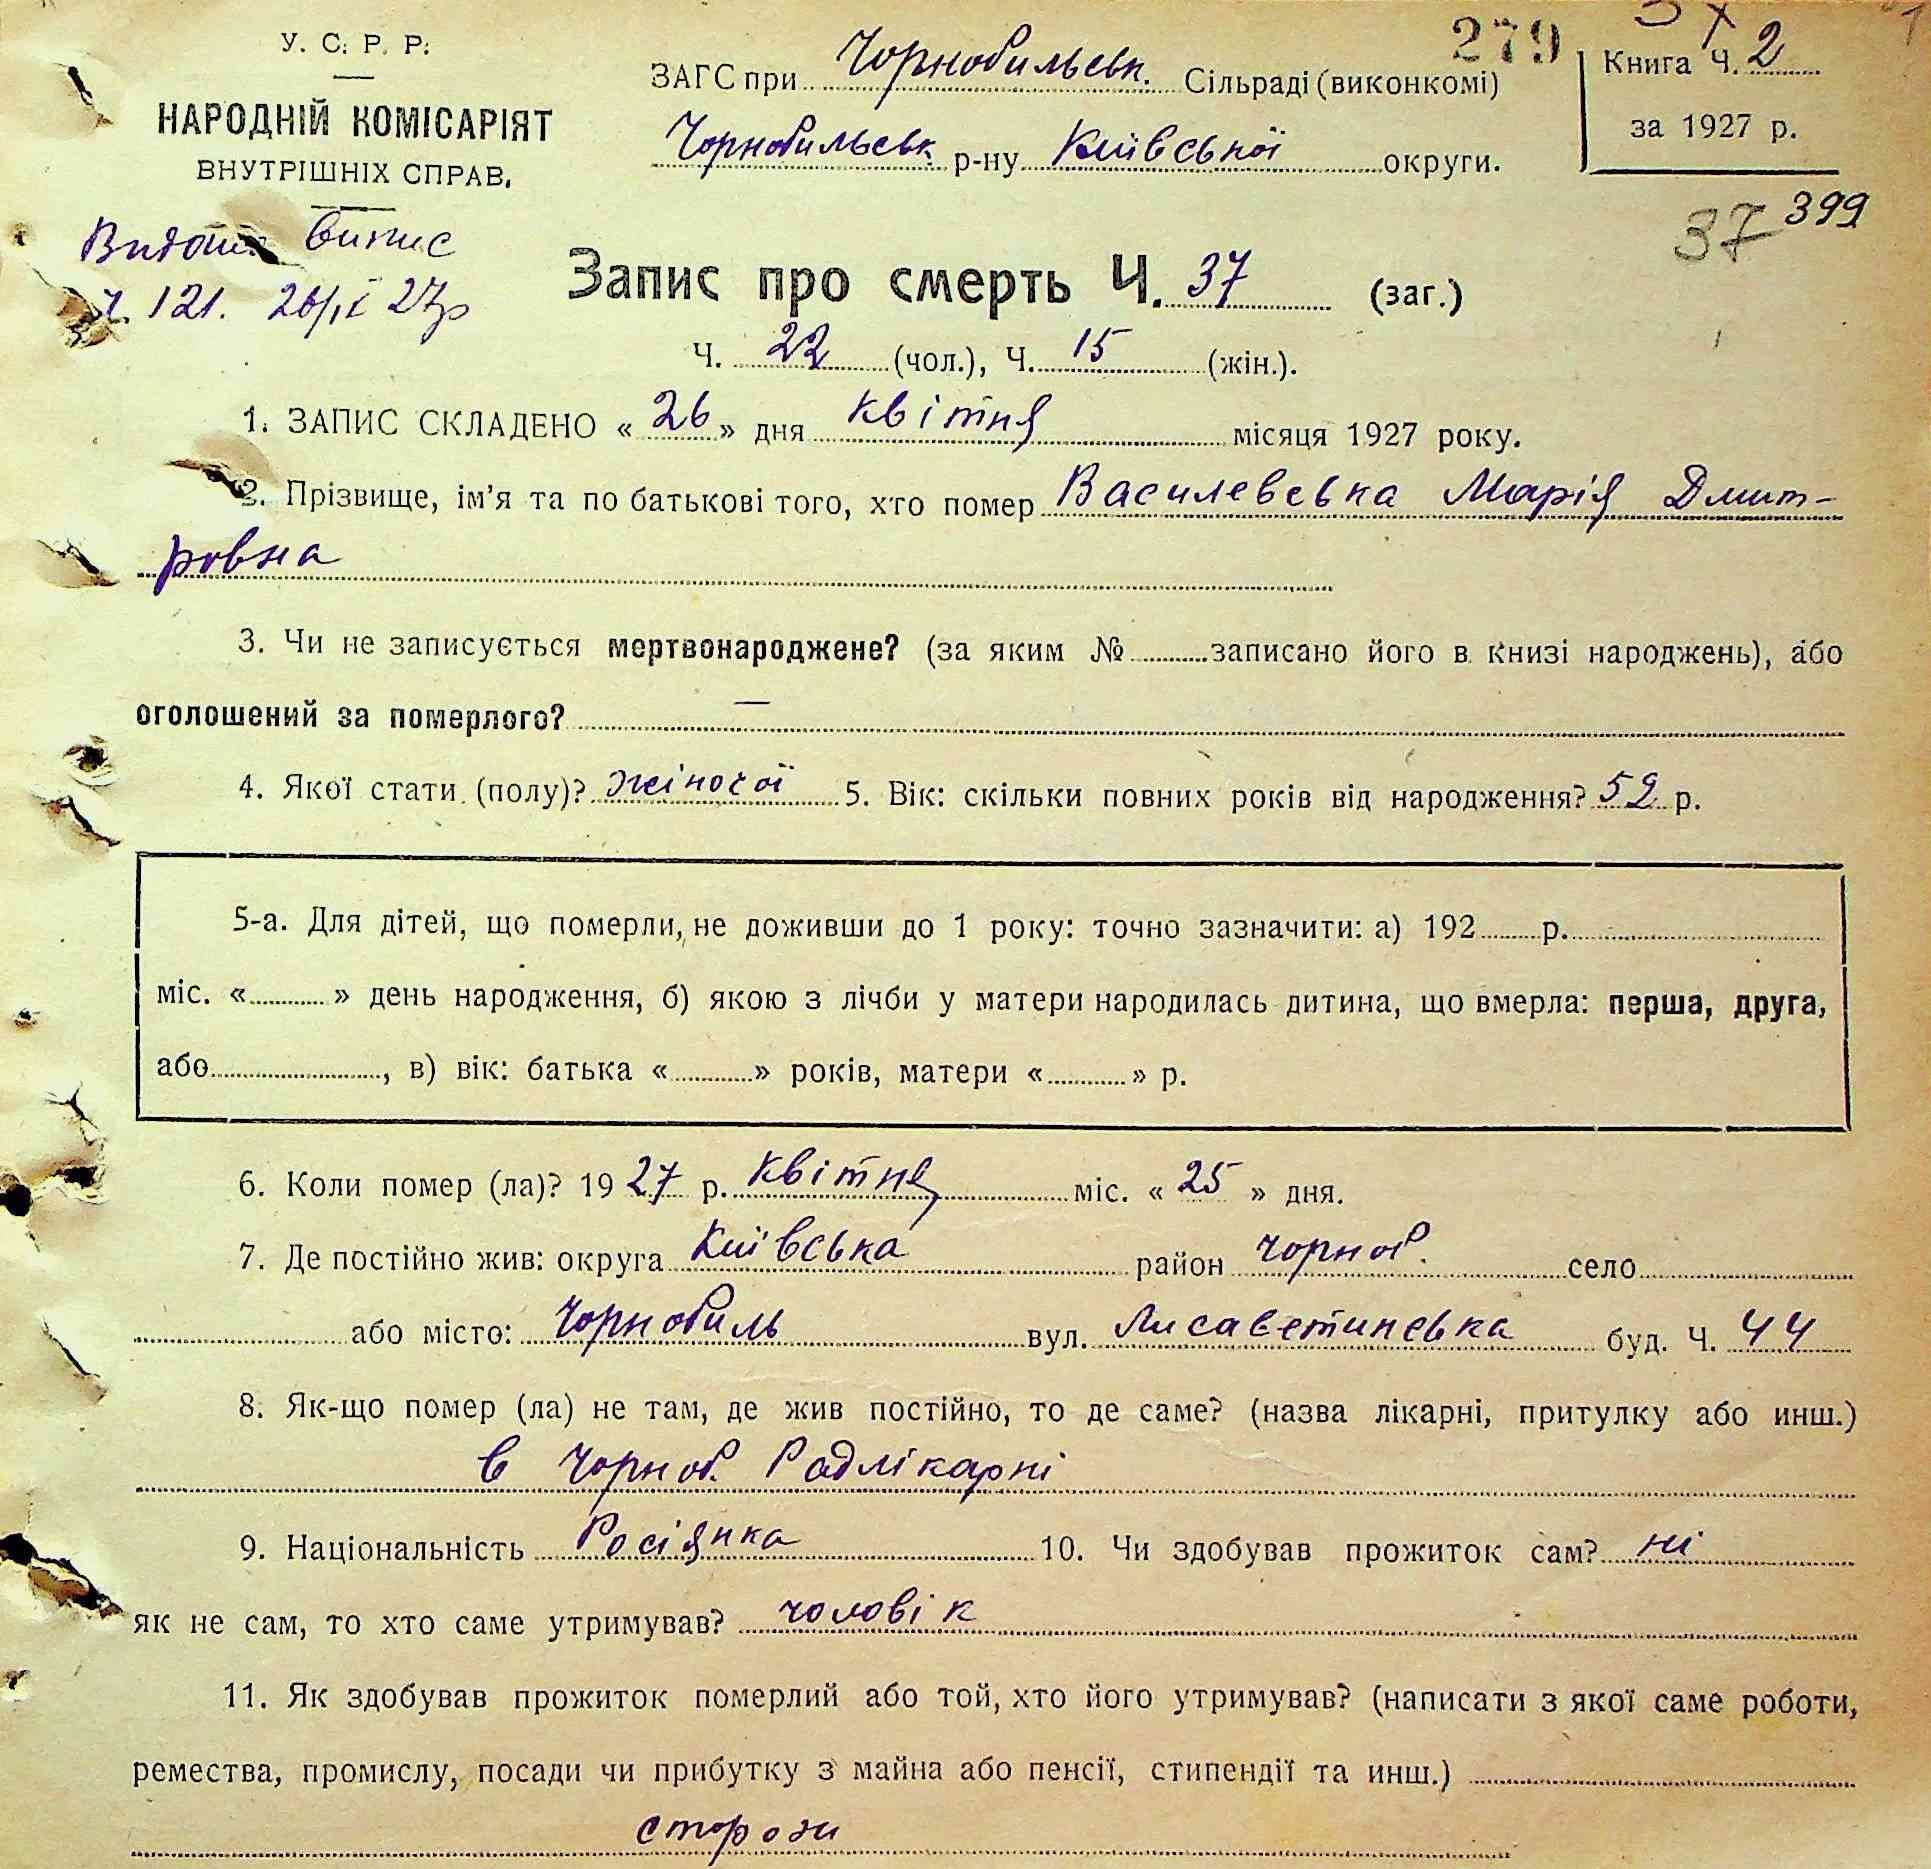 У. С. Р. Р.
НАРОДНІЙ КОМІСАРІЯТ
ВНУТРІШНІХ СПРАВ.
ЗАГС при Чорнобильськ. Сільраді (виконкомі)
Чорнобильськ р-ну Київської округи.
279
Книга Ч. 2
за 1927 р.
37 399
Видани випис
ч. 121. 26/IV 27р
Запис про смерть Ч. 37 (заг.)
Ч. 22 (чол.), Ч. 15 (жін.).
1. ЗАПИС СКЛАДЕНО « 26 » дня квітня місяця 1927 року.
2. Прізвище, ім'я та по батькові того, хто помер Василевська Марія Дмит-
ровна
3. Чи не записується мертвонароджене? (за яким № записано його в книзі народжень), або
оголошений за померлого? —
4. Якої стати (полу)? жіночої 5. Вік: скільки повних років від народження? 52 р.
5-а. Для дітей, що померли, не доживши до 1 року: точно зазначити: а) 192 р.
міс. « » день народження, б) якою з лічби у матери народилась дитина, що вмерла: перша, друга,
або , в) вік: батька « » років, матери « » р.
6. Коли помер (ла)? 19 27 р. квітня міс. « 25 » дня.
7. Де постійно жив: округа Київська район Чорноб. село
або місто: Чорнобиль вул. Лисаветинська буд. Ч. 44
8. Як-що помер (ла) не там, де жив постійно, то де саме? (назва лікарні, притулку або инш.)
в Чорноб. Радлікарні
9. Національність Росіянка 10. Чи здобував прожиток сам? ні
як не сам, то хто саме утримував? чоловік
11. Як здобував прожиток померлий або той, хто його утримував? (написати з якої саме роботи,
ремества, промислу, посади чи прибутку з майна або пенсії, стипендії та инш.)
сторож